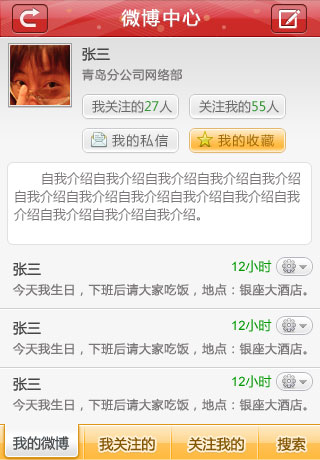 微博中心
张三
青岛分公司网络部
我关注的27人 关注我的55人
我的私信 我的收藏
自我介绍自我介绍自我介绍自我介绍自我介绍
自我介绍自我介绍自我介绍自我介绍自我介绍自我
介绍自我介绍自我介绍自我介绍。
张三 12小时
今天我生日，下班后请大家吃饭，地点：银座大酒店。
张三 12小时
今天我生日，下班后请大家吃饭，地点：银座大酒店。
张三 12小时
今天我生日，下班后请大家吃饭，地点：银座大酒店。
我的微博 我关注的 关注我的 搜索